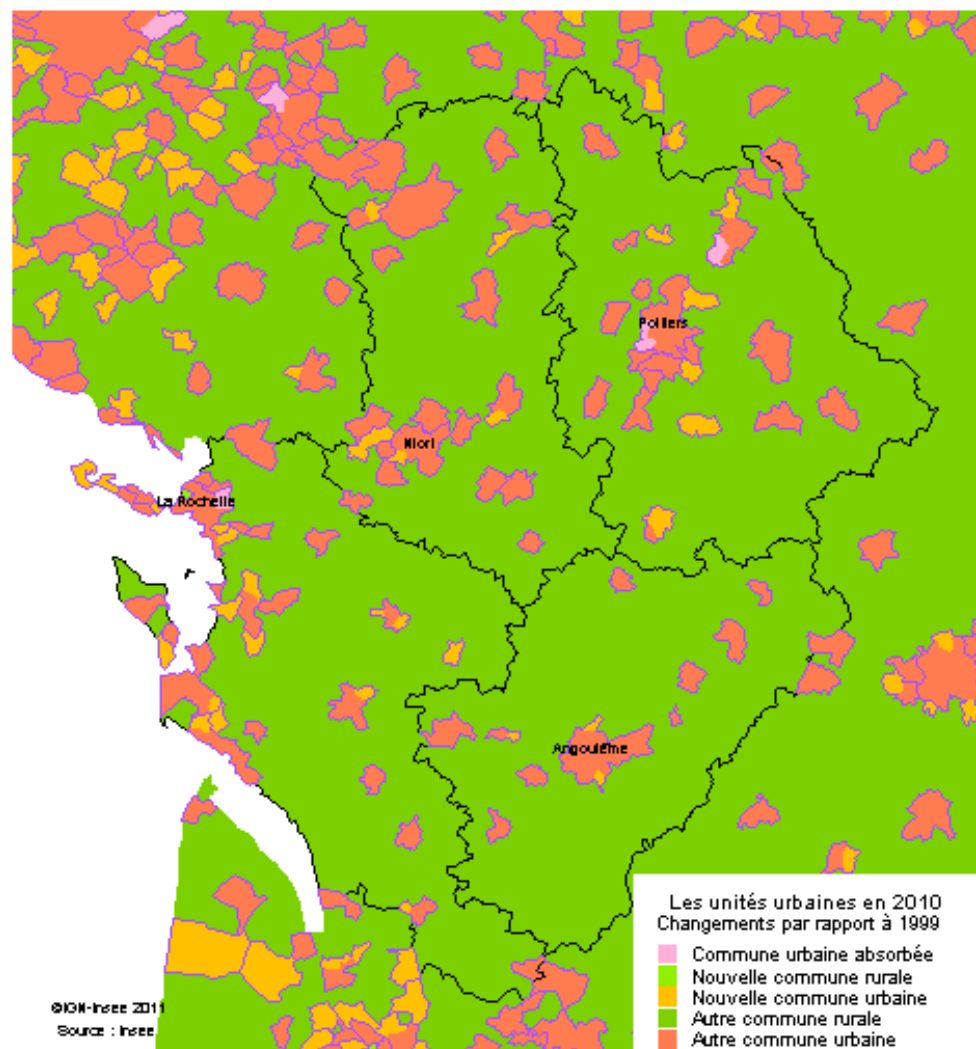 Poitiers
Niort
La Rochelle
Angoulême
Les unités urbaines en 2010
Changements par rapport à 1999
Commune urbaine absorbée
Nouvelle commune rurale
Nouvelle commune urbaine
Autre commune rurale
Autre commune urbaine
©IGN-Insee 2011
Source : Insee